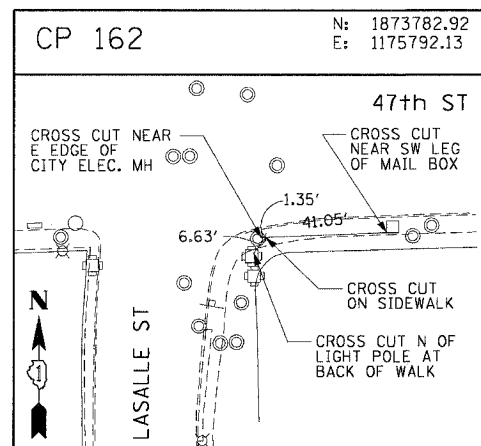 CP 162
N: 1873782.92
E: 1175792.13
47th ST
CROSS CUT NEAR
E EDGE OF
CITY ELEC. MH
CROSS CUT
NEAR SW LEG
OF MAIL BOX
1.35'
41.05'
6.63'
CROSS CUT
ON SIDEWALK
CROSS CUT N OF
LIGHT POLE AT
BACK OF WALK
N
LASALLE ST